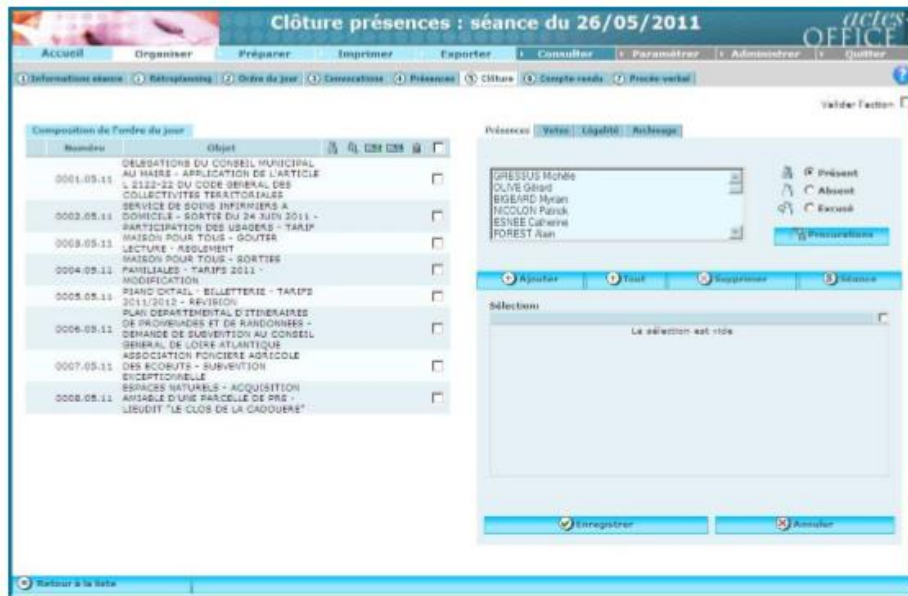 Clôture présences : séance du 26/05/2011
actes
OFFICE
Accueil Organiser Préparer Imprimer Exporter Consulter Paramétrer Administrer Quitter
Informations séance Rétroplanning Ordre du jour Convocations Présences Clôture Compte-rendu Procès-verbal
Valider l'action
Composition de l'ordre du jour
Numéro Objet
0001.05.11 DELEGATIONS DU CONSEIL MUNICIPAL
AU MAIRE - APPLICATION DE L'ARTICLE
L 2122-22 DU CODE GENERAL DES
COLLECTIVITES TERRITORIALES
0002.05.11 SERVICE DE SOINS INFIRMIERS A
DOMICILE - SORTIE DU 24 JUIN 2011 -
PARTICIPATION DES USAGERS - TARIF
0003.05.11 MAISON POUR TOUS - GOUTER
LECTURE - REGLEMENT
0004.05.11 MAISON POUR TOUS - SORTIES
FAMILIALES - TARIFS 2011 -
MODIFICATION
0005.05.11 PIANO - BILLETTERIE - TARIFS
2011/2012 - REVISION
0006.05.11 PLAN DEPARTEMENTAL D'ITINERAIRES
DE PROMENADES ET DE RANDONNEES -
DEMANDE DE SUBVENTION AU CONSEIL
GENERAL DE LOIRE ATLANTIQUE
0007.05.11 ASSOCIATION FONCIERE AGRICOLE
DES ECOBUTS - SUBVENTION
EXCEPTIONNELLE
0008.05.11 ESPACES NATURELS - ACQUISITION
AMIABLE D'UNE PARCELLE DE PRE -
LIEUDIT "LE CLOS DE LA CADOUERE"
Présences Votes Légalité Archivage
GRESSUS Michèle
OLIVE Gérard
BIGEARD Myriam
NICOLON Patrick
ESNEE Catherine
FOREST Alain
Présent
Absent
Excusé
Procurations
Ajouter Tout Supprimer Séance
Sélection:
La sélection est vide
Enregistrer Annuler
Retour à la liste